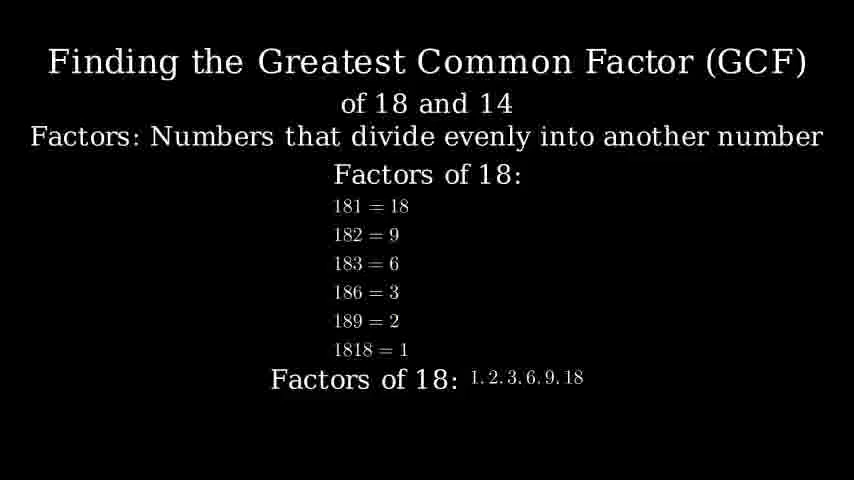 Finding the Greatest Common Factor (GCF)
of 18 and 14
Factors: Numbers that divide evenly into another number
Factors of 18:
181 = 18
182 = 9
183 = 6
186 = 3
189 = 2
1818 = 1
Factors of 18: 1, 2, 3, 6, 9, 18